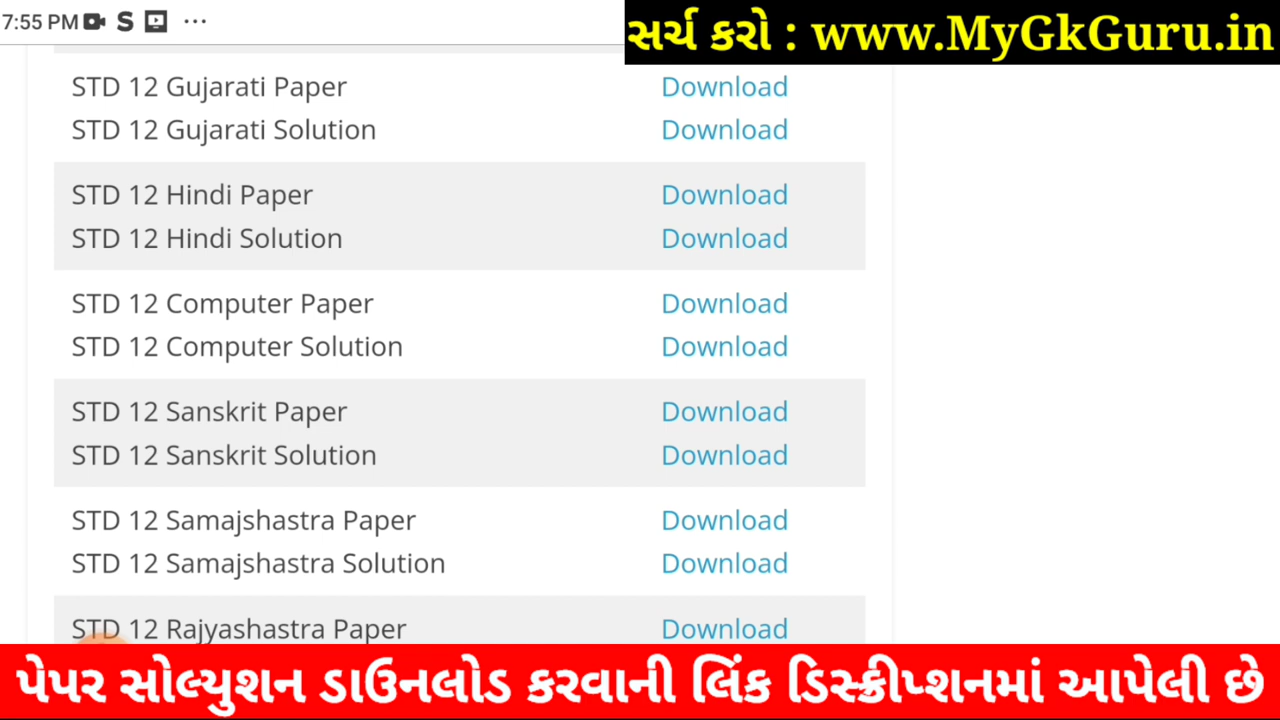 7:55 PM S ...
સર્ચ કરો : www.MyGkGuru.in
STD 12 Gujarati Paper Download
STD 12 Gujarati Solution Download
STD 12 Hindi Paper Download
STD 12 Hindi Solution Download
STD 12 Computer Paper Download
STD 12 Computer Solution Download
STD 12 Sanskrit Paper Download
STD 12 Sanskrit Solution Download
STD 12 Samajshastra Paper Download
STD 12 Samajshastra Solution Download
STD 12 Rajyashastra Paper Download
પેપર સોલ્યુશન ડાઉનલોડ કરવાની લિંક ડિસ્ક્રીપ્શનમાં આપેલી છે